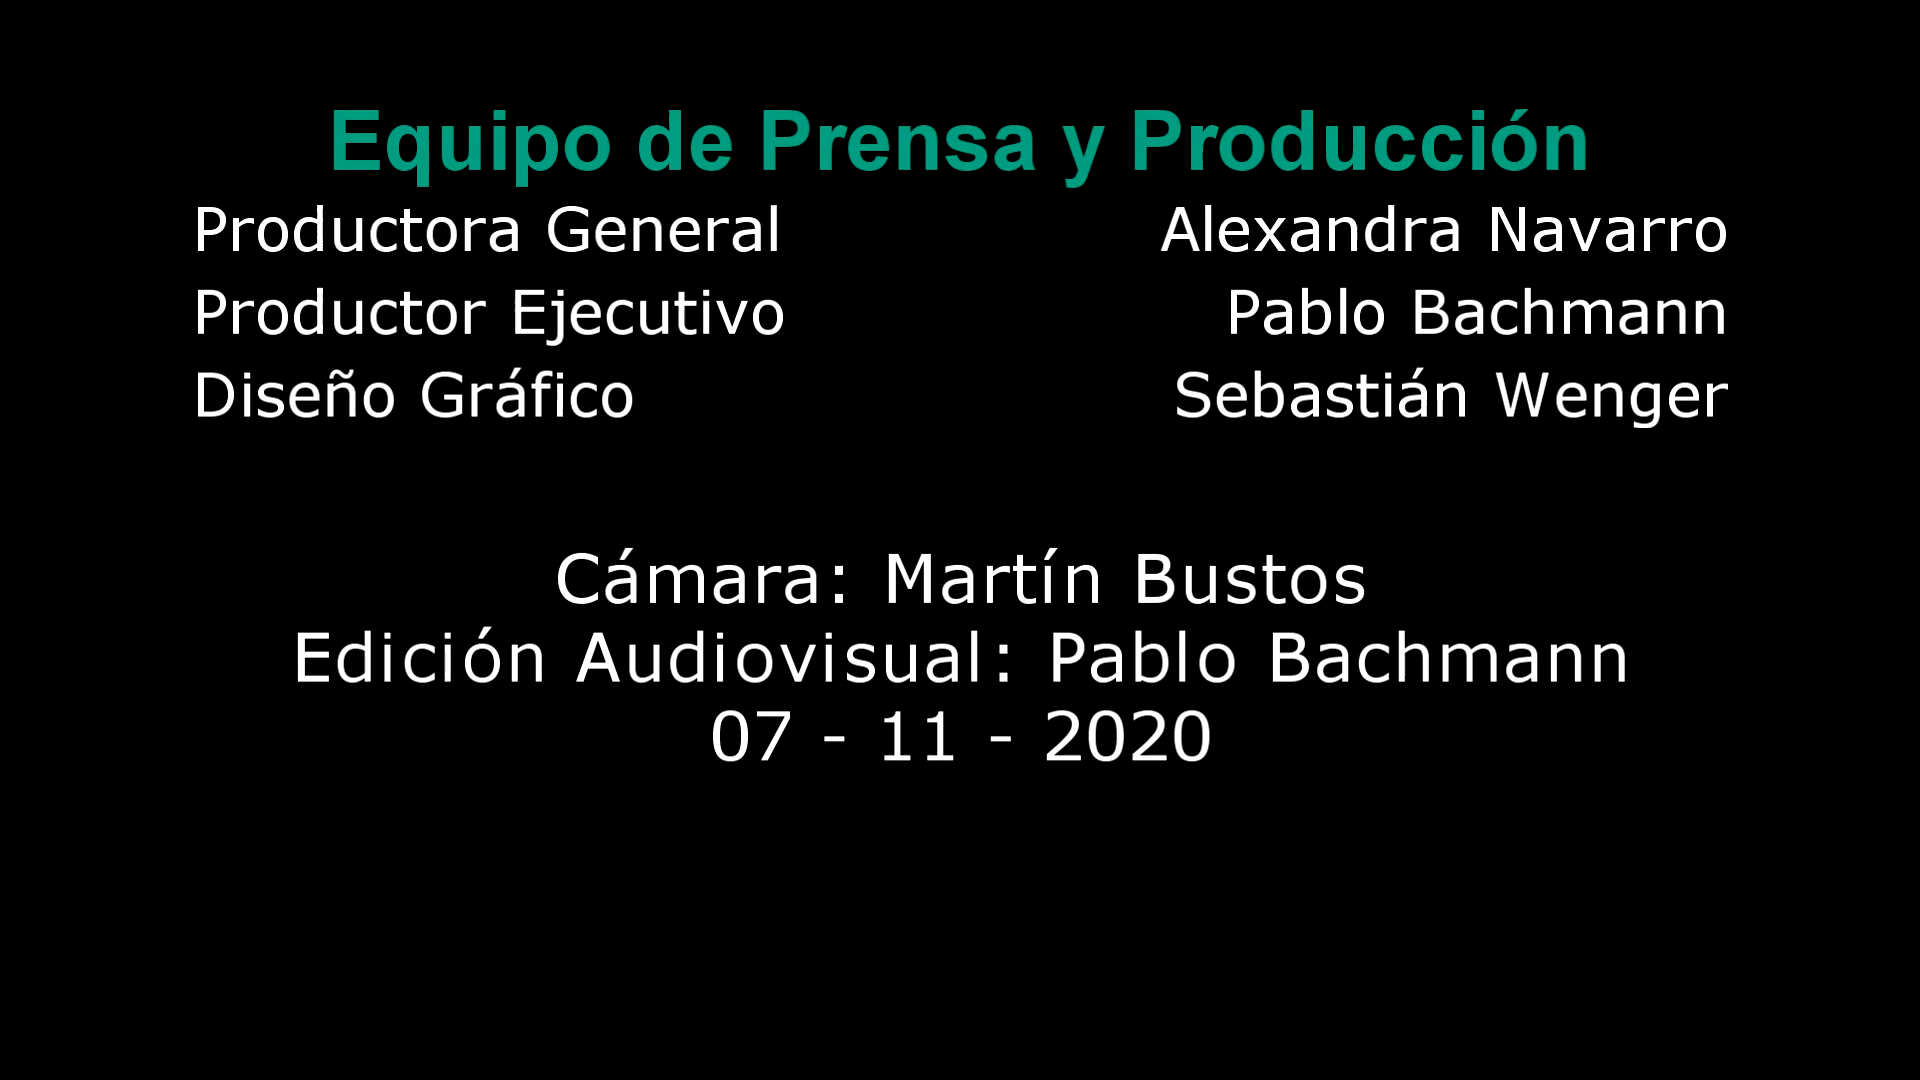 Equipo de Prensa y Producción
Productora General Alexandra Navarro
Productor Ejecutivo Pablo Bachmann
Diseño Gráfico Sebastián Wenger
Cámara: Martín Bustos
Edición Audiovisual: Pablo Bachmann
07 - 11 - 2020